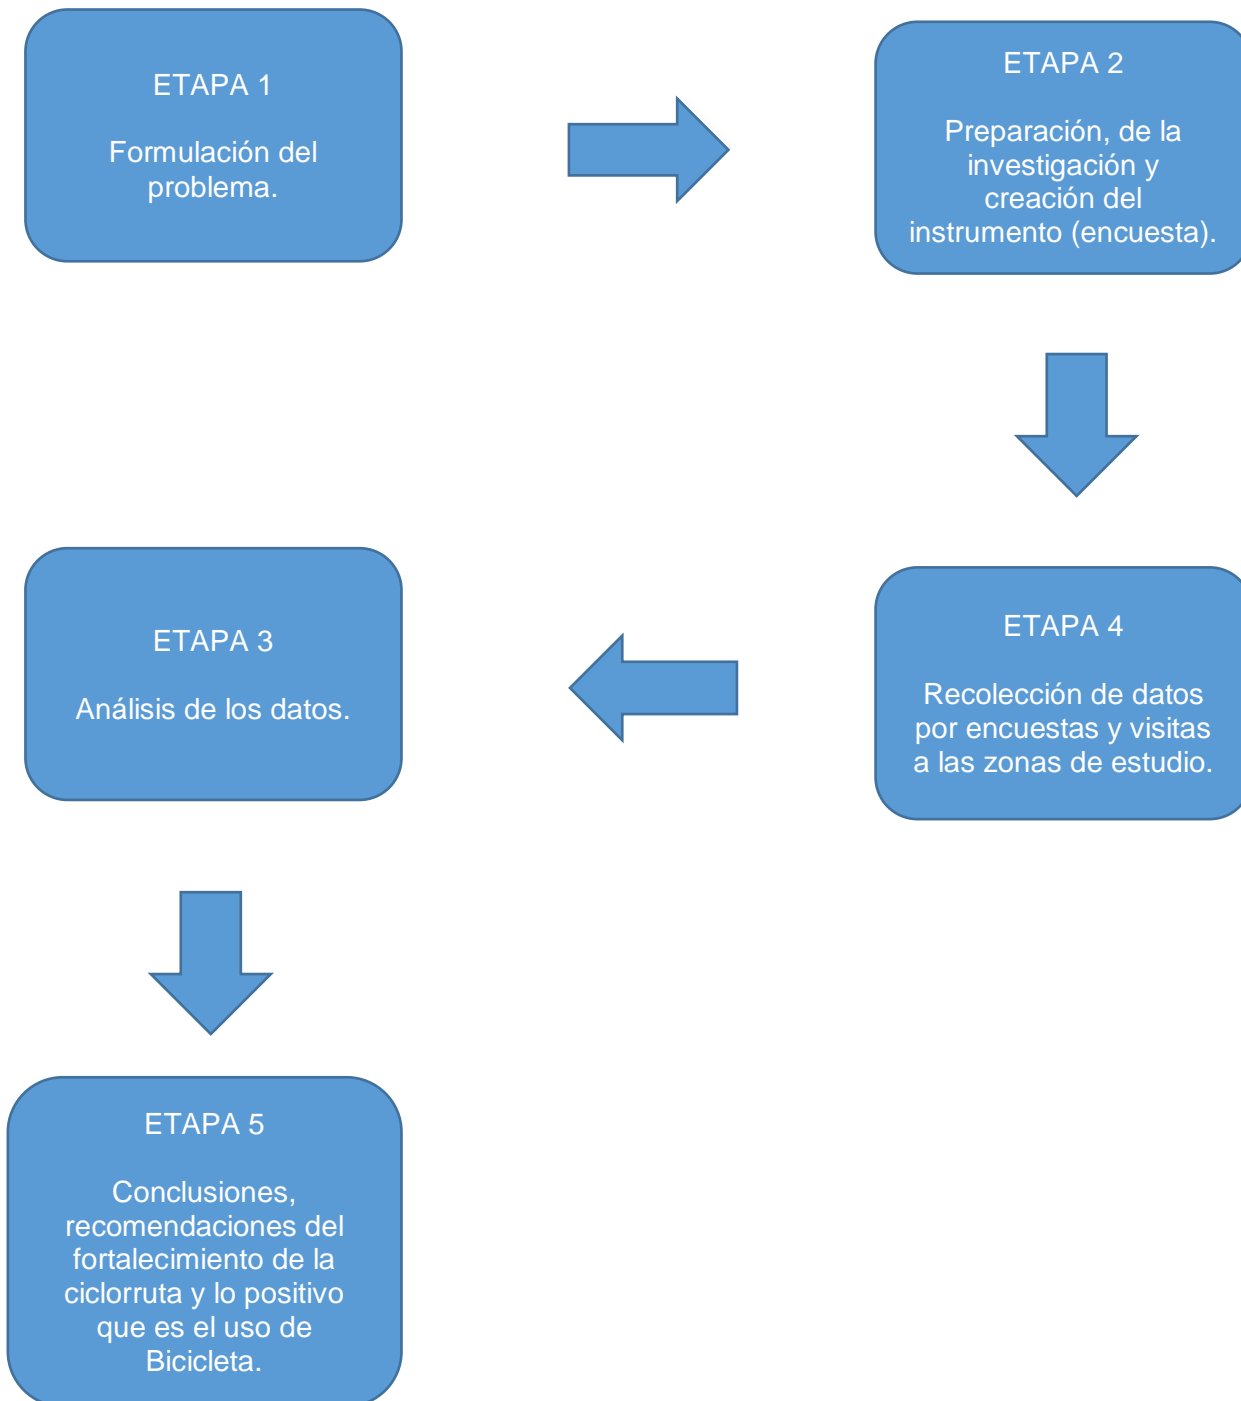 ETAPA 1
Formulación del
problema.
ETAPA 2
Preparación, de la
investigación y
creación del
instrumento (encuesta).
ETAPA 3
Análisis de los datos.
ETAPA 4
Recolección de datos
por encuestas y visitas
a las zonas de estudio.
ETAPA 5
Conclusiones,
recomendaciones del
fortalecimiento de la
ciclorruta y lo positivo
que es el uso de
Bicicleta.